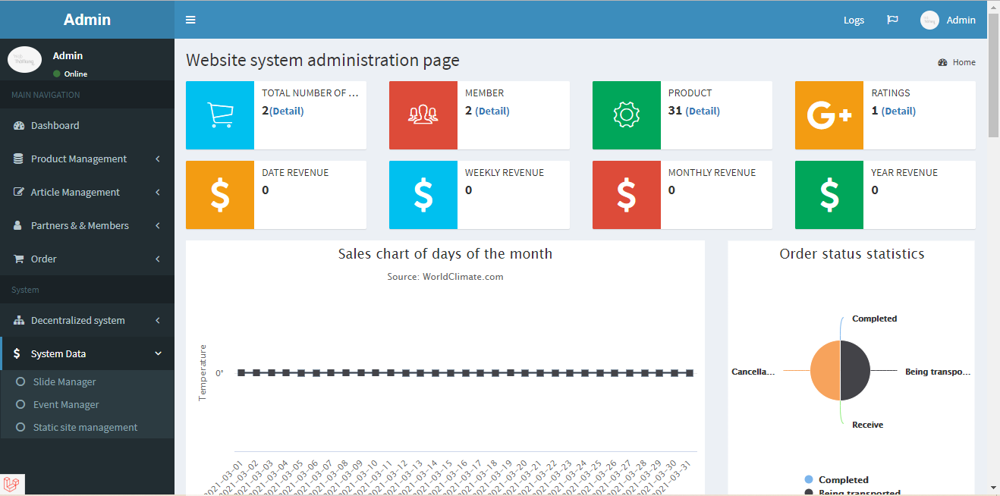 Admin
Logs
Admin
Admin
Online
MAIN NAVIGATION
Dashboard
Product Management
Article Management
Partners & & Members
Order
System
Decentralized system
System Data
Slide Manager
Event Manager
Static site management
Website system administration page
Home
TOTAL NUMBER OF ...
2(Detail)
MEMBER
2 (Detail)
PRODUCT
31 (Detail)
G+
RATINGS
1 (Detail)
$
DATE REVENUE
0
$
WEEKLY REVENUE
0
$
MONTHLY REVENUE
0
$
YEAR REVENUE
0
Sales chart of days of the month
Source: WorldClimate.com
Temperature
0°
2021-03-01
2021-03-02
2021-03-03
2021-03-04
2021-03-05
2021-03-06
2021-03-07
2021-03-08
2021-03-09
2021-03-10
2021-03-11
2021-03-12
2021-03-13
2021-03-14
2021-03-15
2021-03-16
2021-03-17
2021-03-18
2021-03-19
2021-03-20
2021-03-21
2021-03-22
2021-03-23
2021-03-24
2021-03-25
2021-03-26
2021-03-27
2021-03-28
2021-03-29
2021-03-30
2021-03-31
Order status statistics
Completed
Cancella...
Being transpo...
Receive
Completed
Being transported